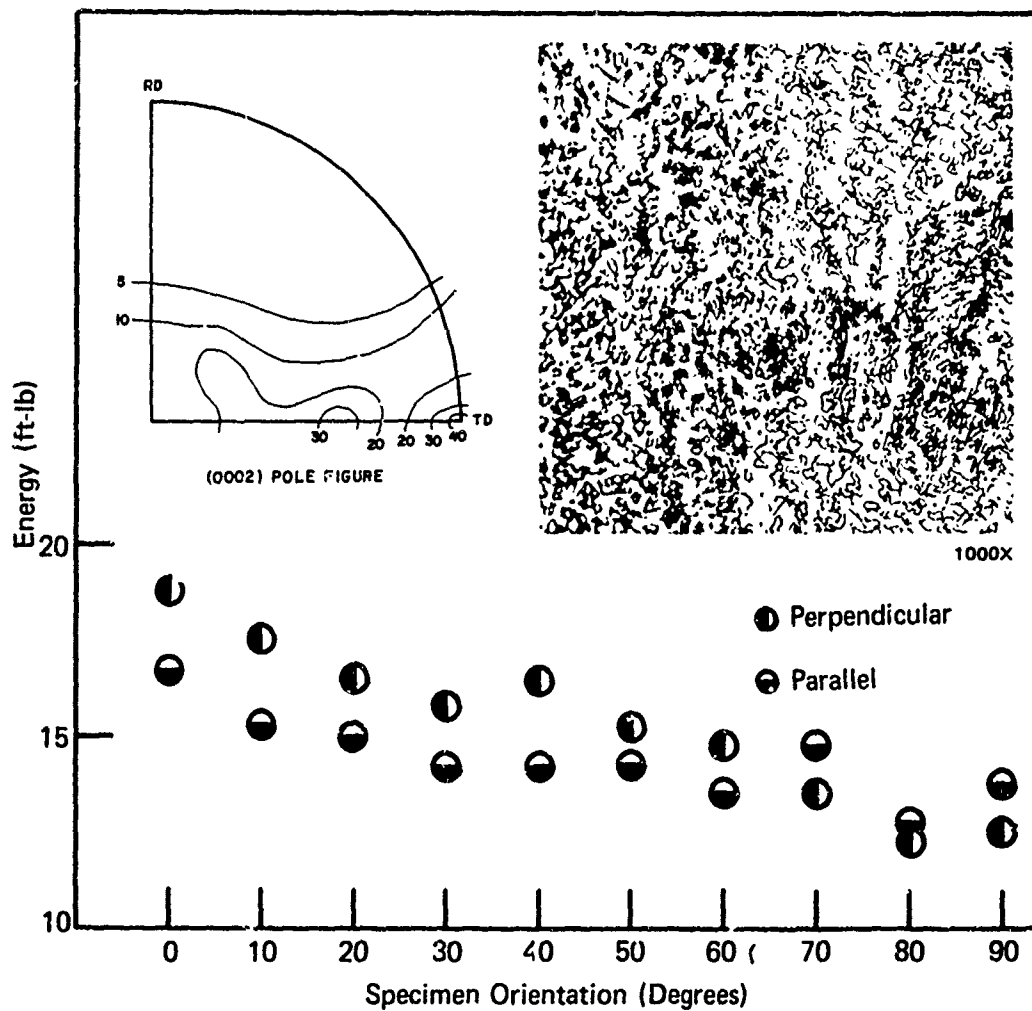 RD
5
10
30
20
20
30
40
TD
(0002) POLE FIGURE
1000X
Energy (ft-lb)
20
15
10
Perpendicular
Parallel
0
10
20
30
40
50
60
70
80
90
Specimen Orientation (Degrees)